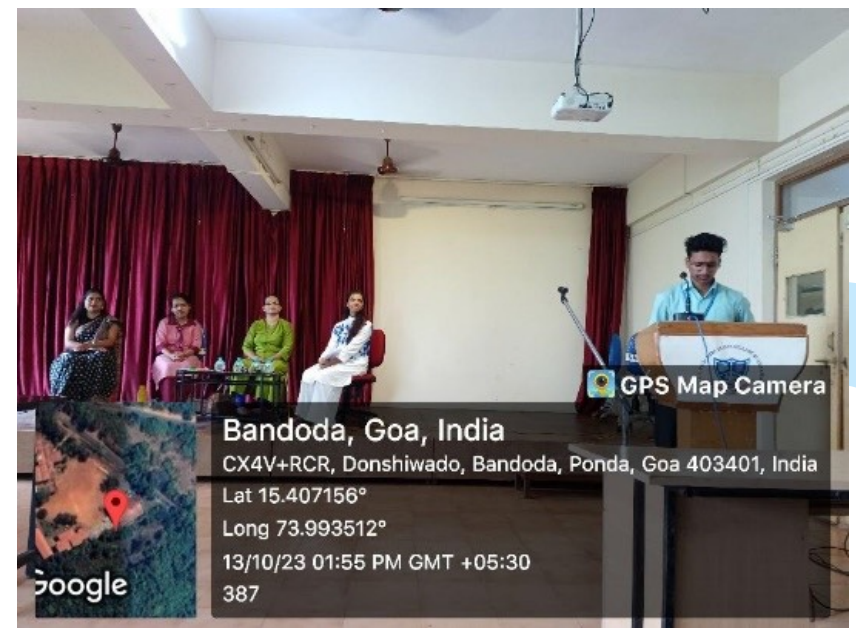 GPS Map Camera
Bandoda, Goa, India
CX4V+RCR, Donshiwado, Bandoda, Ponda, Goa 403401, India
Lat 15.407156°
Long 73.993512°
13/10/23 01:55 PM GMT +05:30
387
Google